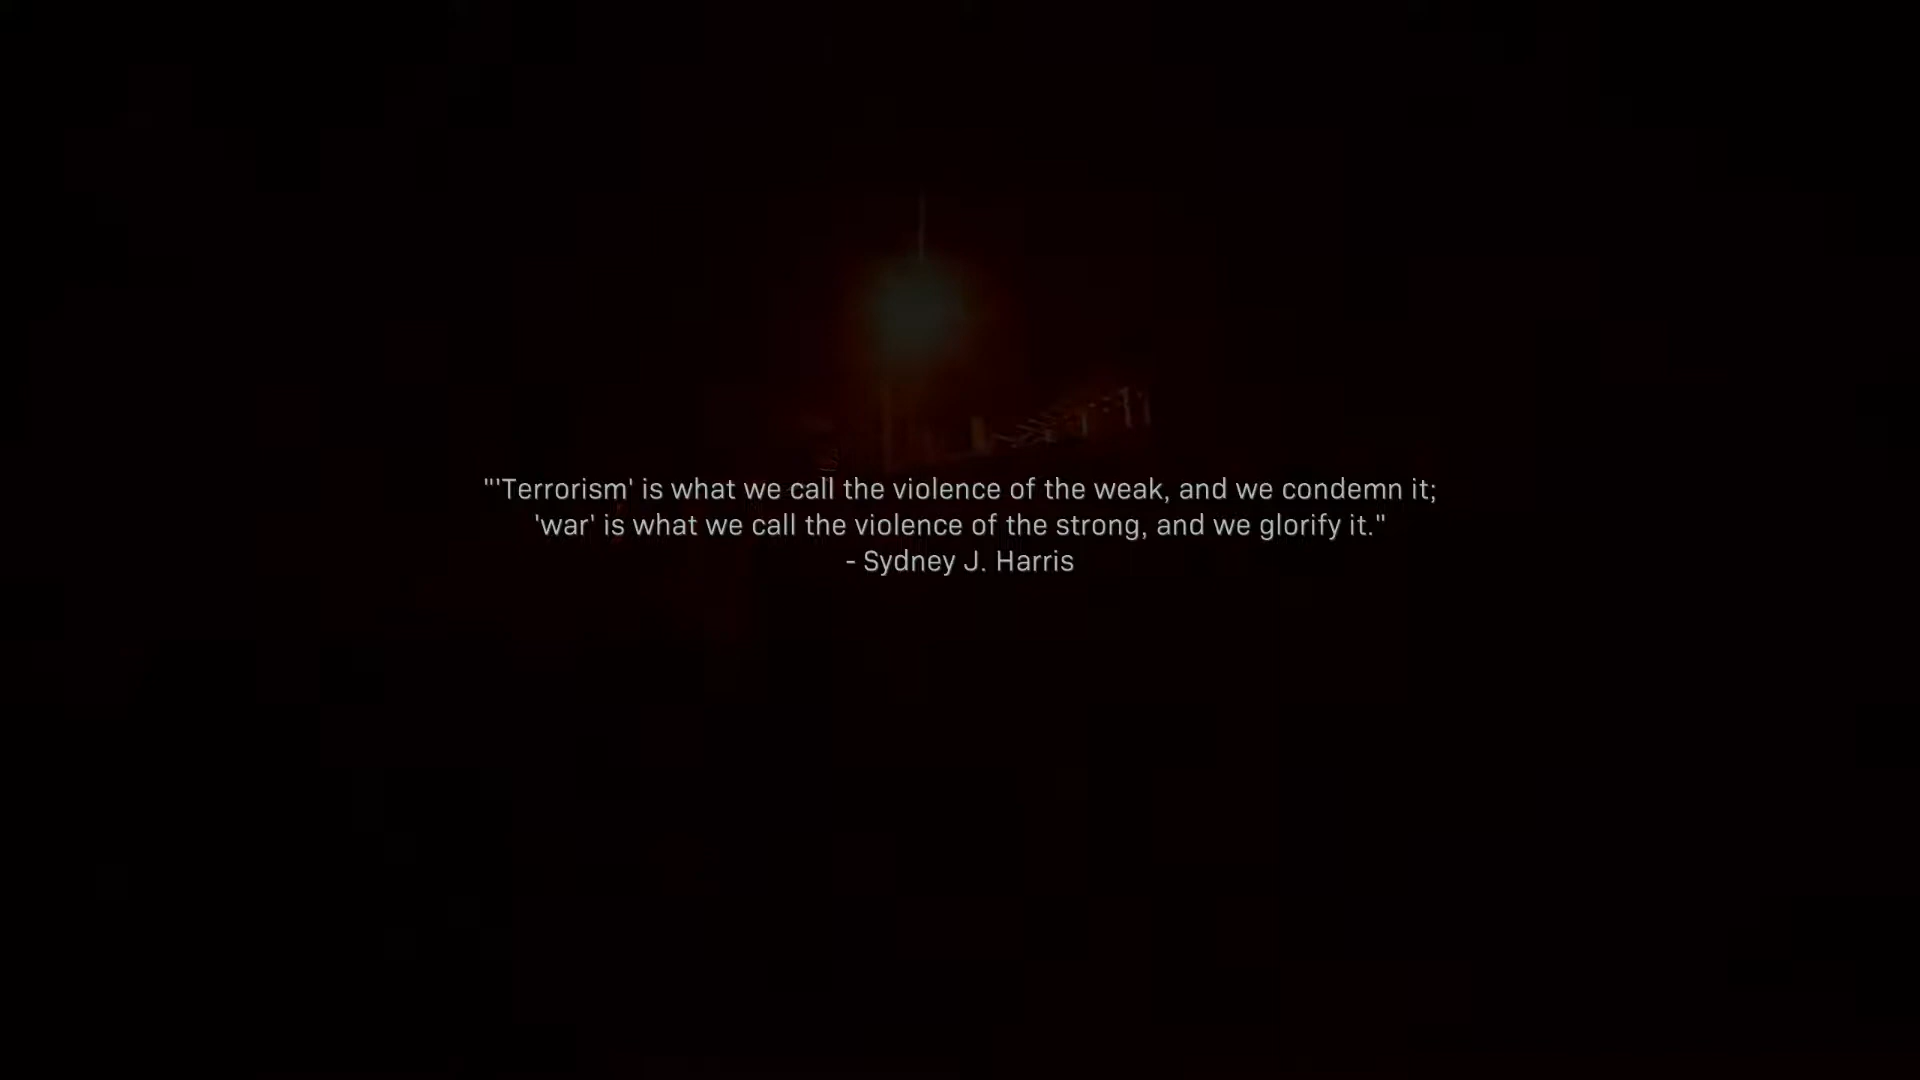 "'Terrorism' is what we call the violence of the weak, and we condemn it;
'war' is what we call the violence of the strong, and we glorify it."
- Sydney J. Harris